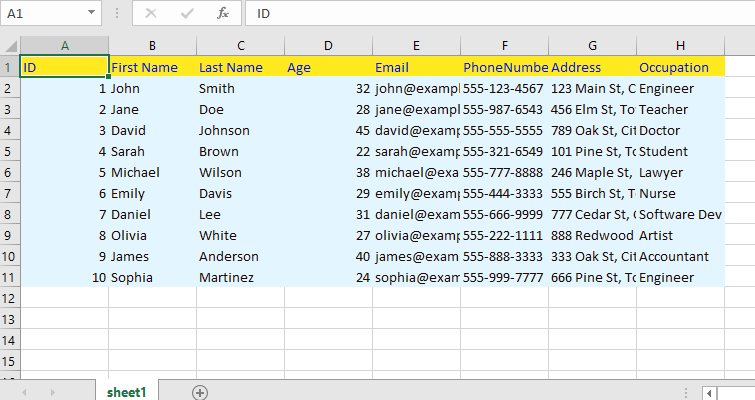 A1 fx ID
A B C D E F G H
1 ID First Name Last Name Age Email PhoneNumbe Address Occupation
2 1 John Smith 32 john@exampl 555-123-4567 123 Main St, C Engineer
3 2 Jane Doe 28 jane@exampl 555-987-6543 456 Elm St, To Teacher
4 3 David Johnson 45 david@examp 555-555-5555 789 Oak St, Cit Doctor
5 4 Sarah Brown 22 sarah@examp 555-321-6549 101 Pine St, To Student
6 5 Michael Wilson 38 michael@exa 555-777-8888 246 Maple St, Lawyer
7 6 Emily Davis 29 emily@examp 555-444-3333 555 Birch St, T Nurse
8 7 Daniel Lee 31 daniel@exam 555-666-9999 777 Cedar St, Software Dev
9 8 Olivia White 27 olivia@exam 555-222-1111 888 Redwood Artist
10 9 James Anderson 40 james@exam 555-888-3333 333 Oak St, Cit Accountant
11 10 Sophia Martinez 24 sophia@exam 555-999-7777 666 Pine St, To Engineer
12
13
14
15
sheet1